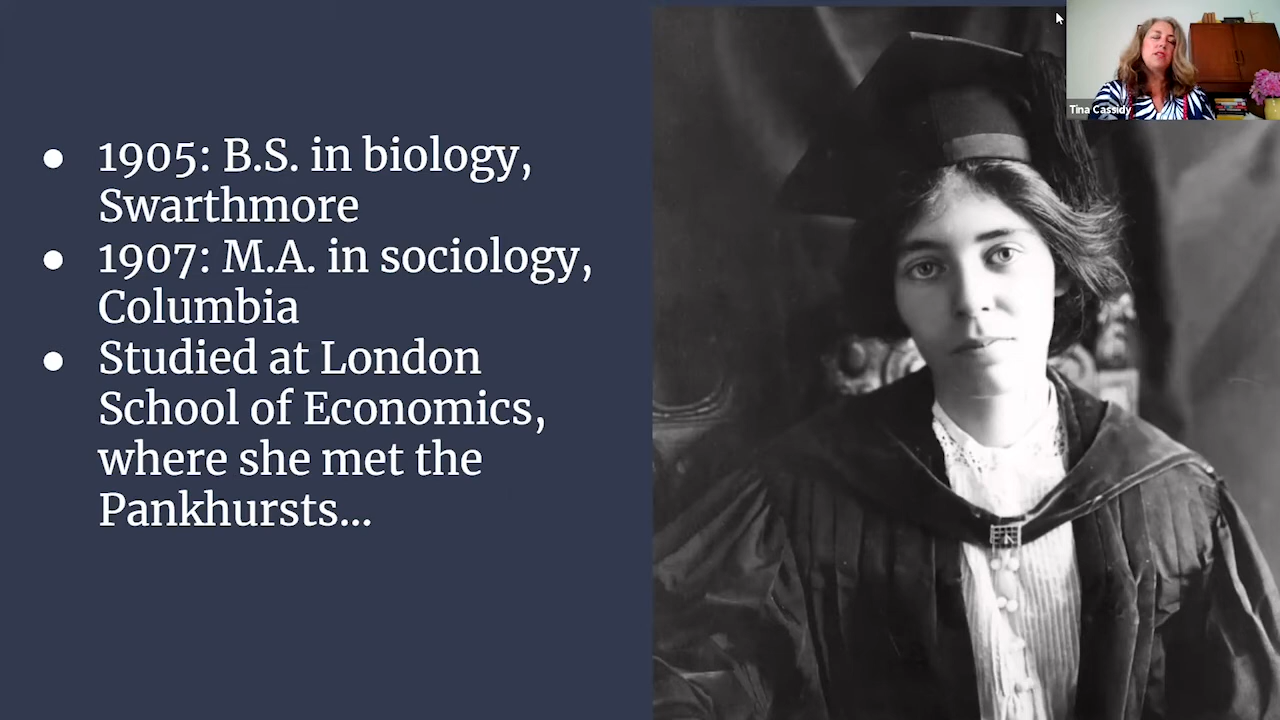 ● 1905: B.S. in biology,
Swarthmore
● 1907: M.A. in sociology,
Columbia
● Studied at London
School of Economics,
where she met the
Pankhursts...
Tina Cassidy